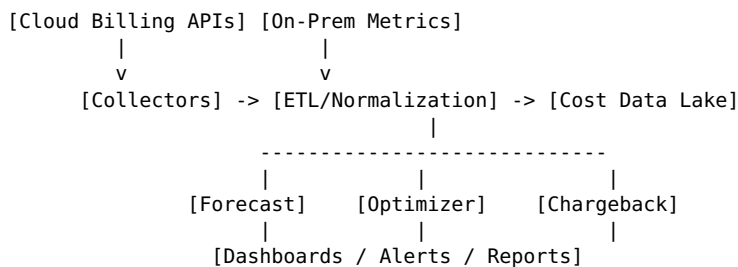 [Cloud Billing APIs] [On-Prem Metrics]
| |
v v
[Collectors] -> [ETL/Normalization] -> [Cost Data Lake]
|
-----------------------------
| | |
[Forecast] [Optimizer] [Chargeback]
| | |
[Dashboards / Alerts / Reports]